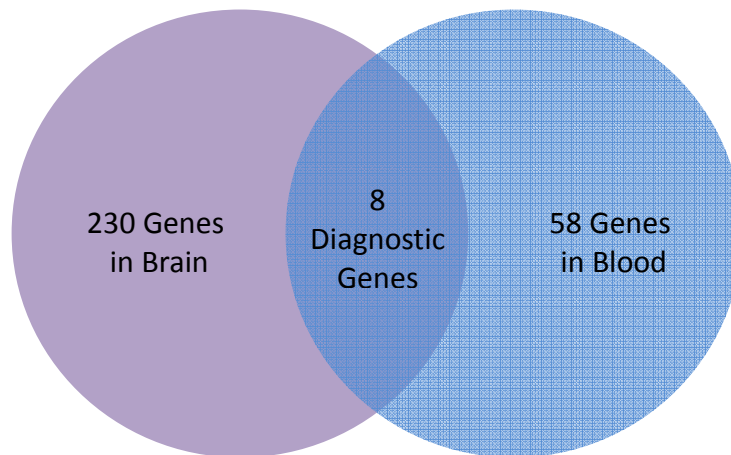 230 Genes
in Brain
8
Diagnostic
Genes
58 Genes
in Blood